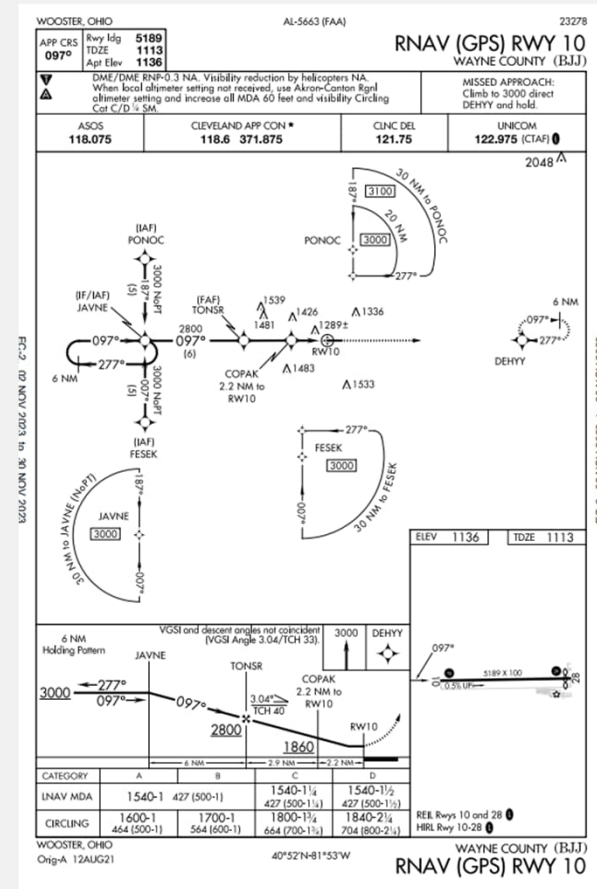 WOOSTER, OHIO
AL-5663 (FAA)
23278
APP CRS
097°
Rwy ldg 5189
TDZE 1113
Apt Elev 1136
RNAV (GPS) RWY 10
WAYNE COUNTY (BJJ)
T
A
DME/DME RNP-0.3 NA. Visibility reduction by helicopters NA.
When local altimeter setting not received, use Akron-Canton Rgnl
altimeter setting and increase all MDA 60 feet and visibility Circling
Cat C/D ¼ SM.
MISSED APPROACH:
Climb to 3000 direct
DEHYY and hold.
ASOS
118.075
CLEVELAND APP CON ★
118.6 371.875
CLNC DEL
121.75
UNICOM
122.975 (CTAF) L
2048
187°
3100
30 NM to PONOC
20 NM
3000
PONOC
277°
(IAF)
PONOC
3000 NoPT
187°
(5)
(IF/IAF)
JAVNE
(FAF)
TONSR
1539
1481
1426
1336
1289±
2800
097°
097°
(6)
RW10
277°
6 NM
COPAK
2.2 NM to
RW10
1483
1533
6 NM
097°
277°
DEHYY
3000 NoPT
007°
(5)
(IAF)
FESEK
277°
FESEK
3000
007°
30 NM to FESEK
30 NM to JAVNE (NoPT)
187°
JAVNE
3000
007°
EC-2, 02 NOV 2023 to 30 NOV 2023
ELEV 1136
TDZE 1113
097°
5189 X 100
0.5% UP
10
28
REIL Rwys 10 and 28 L
HIRL Rwy 10-28 L
6 NM
Holding Pattern
VGSI and descent angles not coincident
(VGSI Angle 3.04/TCH 33).
3000
DEHYY
JAVNE
TONSR
COPAK
2.2 NM to
RW10
RW10
3000
277°
097°
097°
3.04°
TCH 40
2800
1860
6 NM
2.9 NM
2.2 NM
CATEGORY A B C D
LNAV MDA 1540-1 427 (500-1) 1540-1¼ 427 (500-1¼) 1540-1½ 427 (500-1½)
CIRCLING 1600-1 464 (500-1) 1700-1 564 (600-1) 1800-1¾ 664 (700-1¾) 1840-2¼ 704 (800-2¼)
WOOSTER, OHIO
Orig-A 12AUG21
40°52'N-81°53'W
WAYNE COUNTY (BJJ)
RNAV (GPS) RWY 10